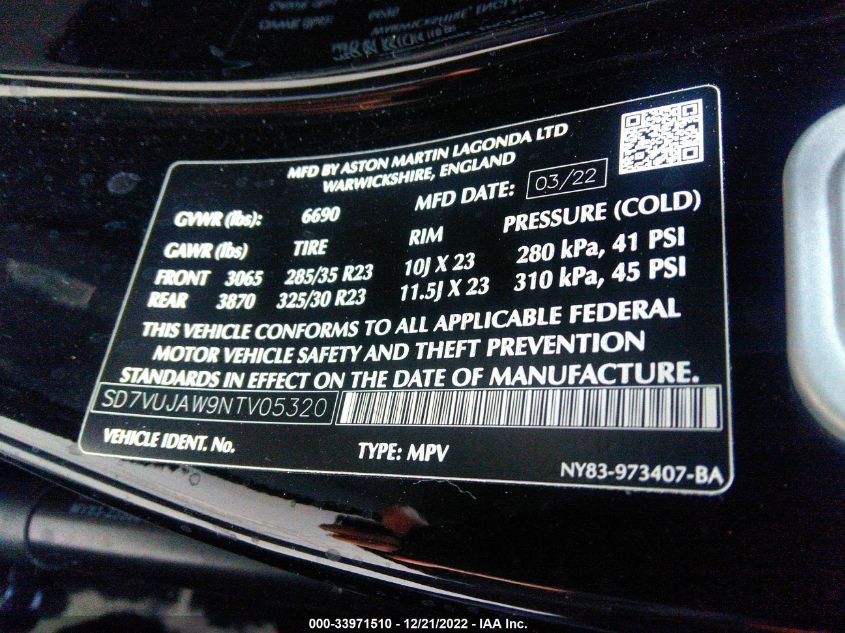 MFD BY ASTON MARTIN LAGONDA LTD
WARWICKSHIRE, ENGLAND
GVWR (lbs): 6690 MFD DATE: 03/22
GAWR (lbs) TIRE RIM PRESSURE (COLD)
FRONT 3065 285/35 R23 10J X 23 280 kPa, 41 PSI
REAR 3870 325/30 R23 11.5J X 23 310 kPa, 45 PSI
THIS VEHICLE CONFORMS TO ALL APPLICABLE FEDERAL
MOTOR VEHICLE SAFETY AND THEFT PREVENTION
STANDARDS IN EFFECT ON THE DATE OF MANUFACTURE.
SD7VUJAW9NTV05320
VEHICLE IDENT. No. TYPE: MPV
NY83-973407-BA
000-33971510 - 12/21/2022 - IAA Inc.